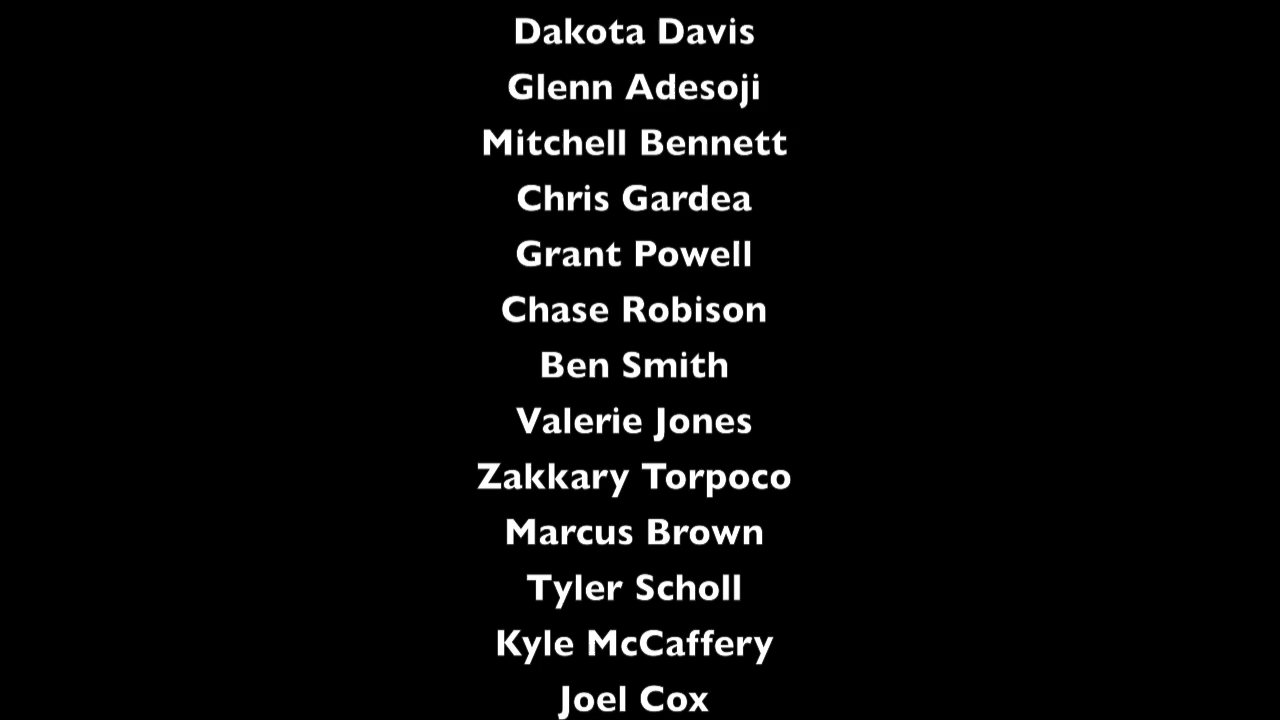 Dakota Davis
Glenn Adesoji
Mitchell Bennett
Chris Gardea
Grant Powell
Chase Robison
Ben Smith
Valerie Jones
Zakkary Torpoco
Marcus Brown
Tyler Scholl
Kyle McCaffery
Joel Cox